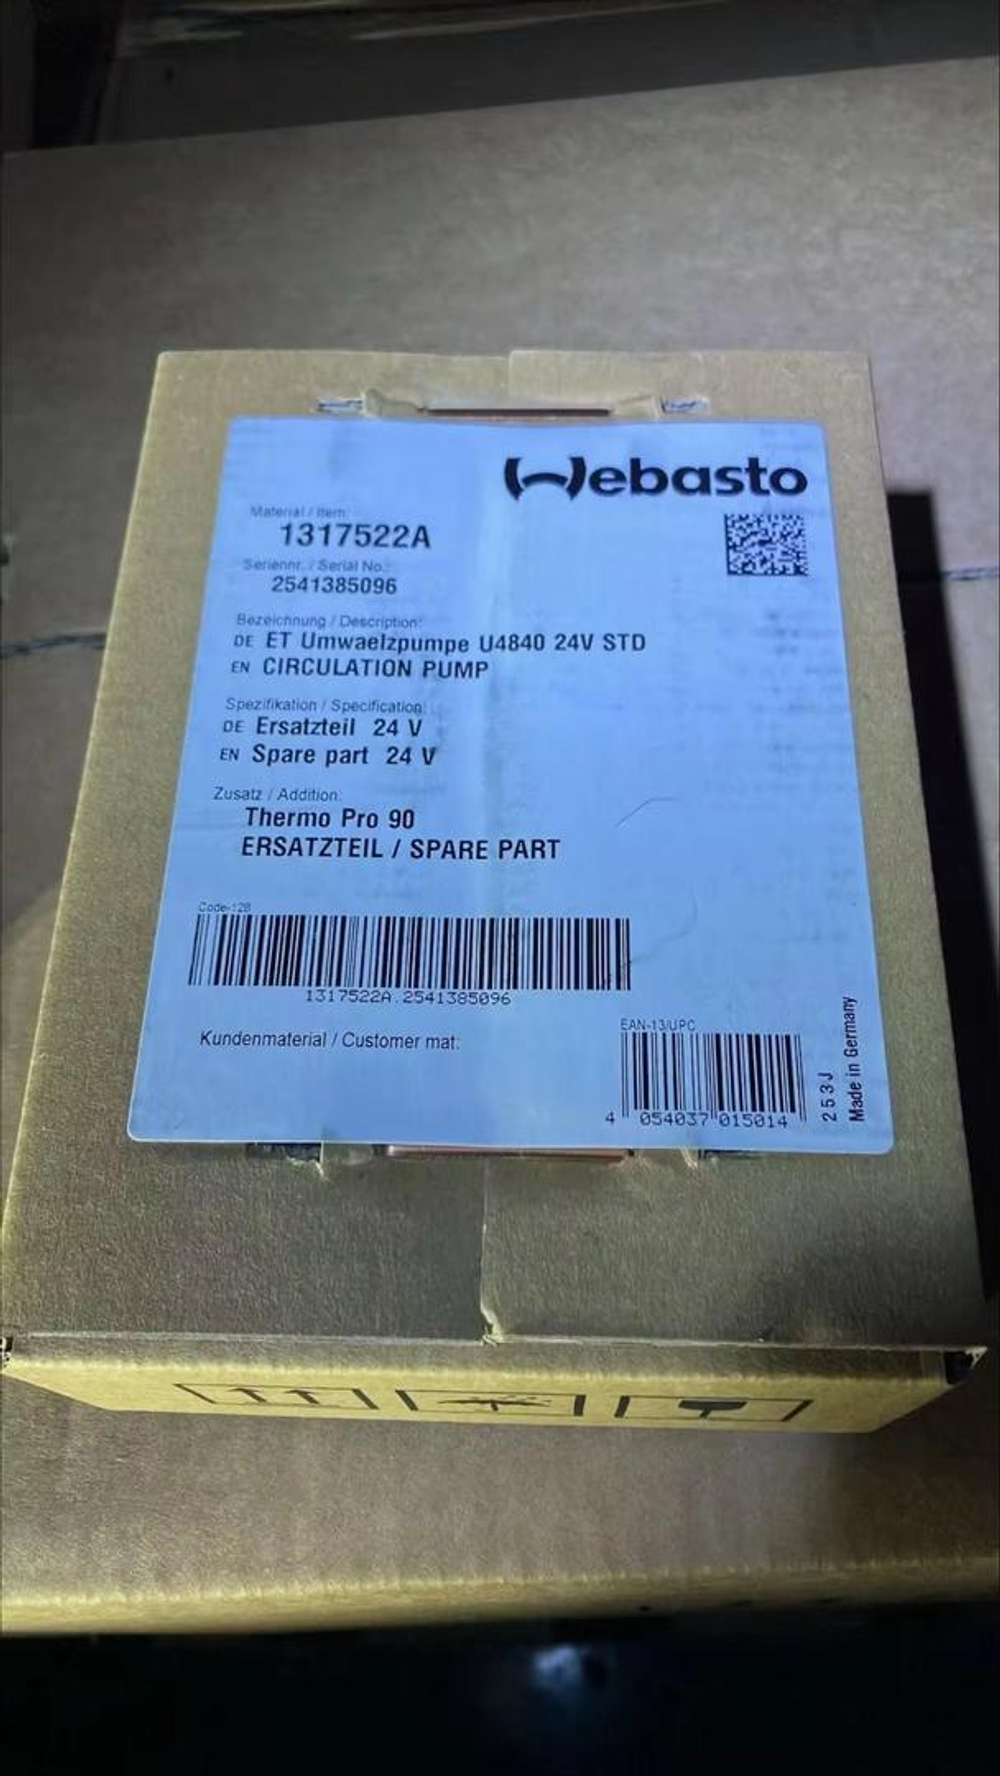 Webasto
Material / Item:
1317522A
Seriennr. / Serial No.:
2541385096
Bezeichnung / Description:
DE ET Umwaelzpumpe U4840 24V STD
EN CIRCULATION PUMP
Spezifikation / Specification:
DE Ersatzteil 24 V
EN Spare part 24 V
Zusatz / Addition:
Thermo Pro 90
ERSATZTEIL / SPARE PART
Code-128
1317522A.2541385096
Kundenmaterial / Customer mat:
EAN-13/UPC
4 054037 015014
253J
Made in Germany